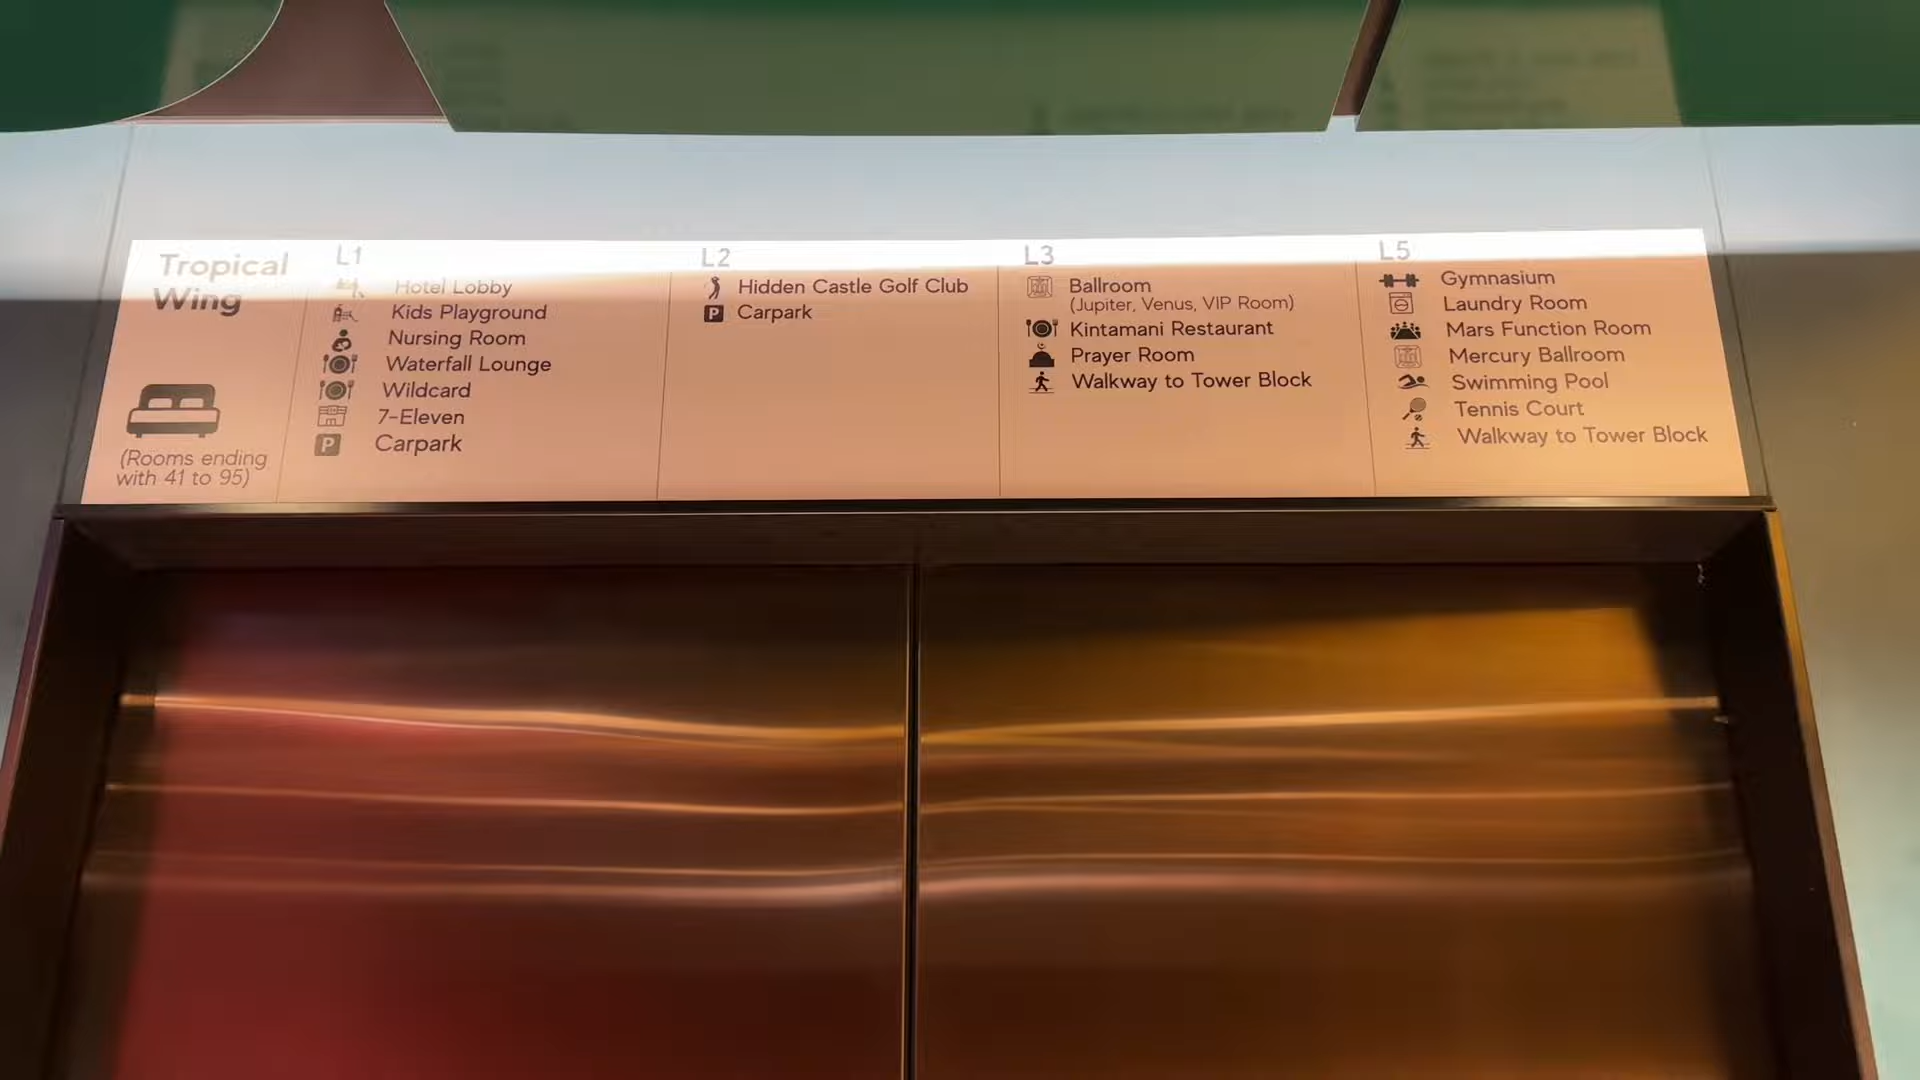 Tropical
Wing
(Rooms ending
with 41 to 95)
L1
Hotel Lobby
Kids Playground
Nursing Room
Waterfall Lounge
Wildcard
7-Eleven
P Carpark
L2
Hidden Castle Golf Club
P Carpark
L3
Ballroom
(Jupiter, Venus, VIP Room)
Kintamani Restaurant
Prayer Room
Walkway to Tower Block
L5
Gymnasium
Laundry Room
Mars Function Room
Mercury Ballroom
Swimming Pool
Tennis Court
Walkway to Tower Block